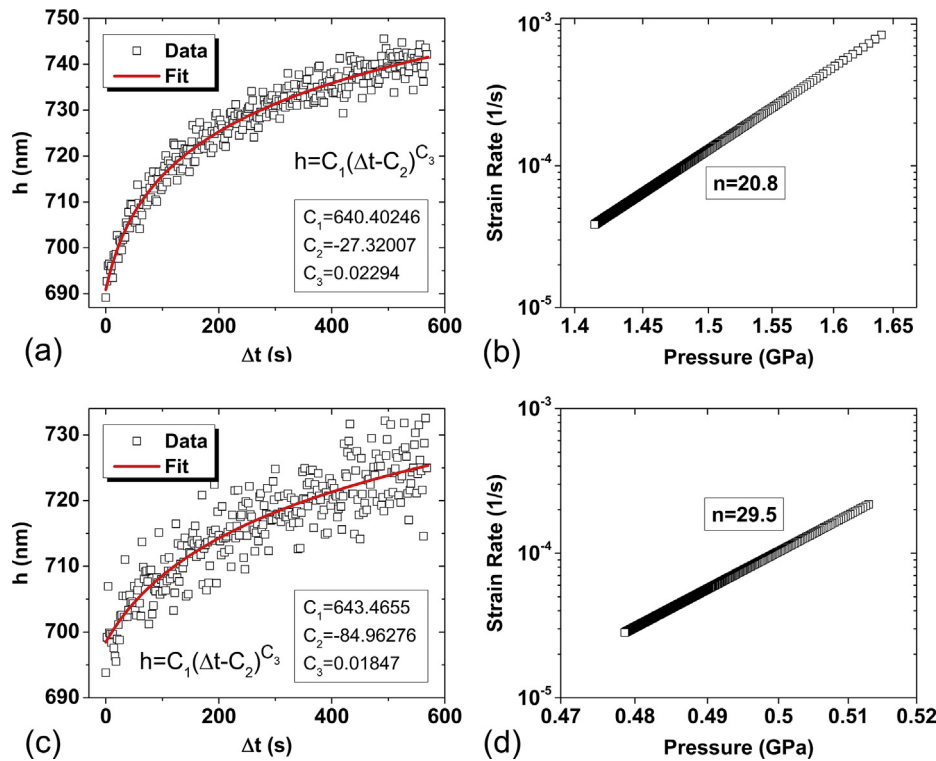 750
740
730
720
710
700
690
h (nm)
Data
Fit
h=C₁(Δt-C₂)^C₃
C₁=640.40246
C₂=-27.32007
C₃=0.02294
0 200 400 600
Δt (s)
(a)
10⁻³
10⁻⁴
10⁻⁵
Strain Rate (1/s)
n=20.8
1.4 1.45 1.5 1.55 1.6 1.65
Pressure (GPa)
(b)
730
720
710
700
690
h (nm)
Data
Fit
h=C₁(Δt-C₂)^C₃
C₁=643.4655
C₂=-84.96276
C₃=0.01847
0 200 400 600
Δt (s)
(c)
10⁻³
10⁻⁴
10⁻⁵
Strain Rate (1/s)
n=29.5
0.47 0.48 0.49 0.5 0.51 0.52
Pressure (GPa)
(d)